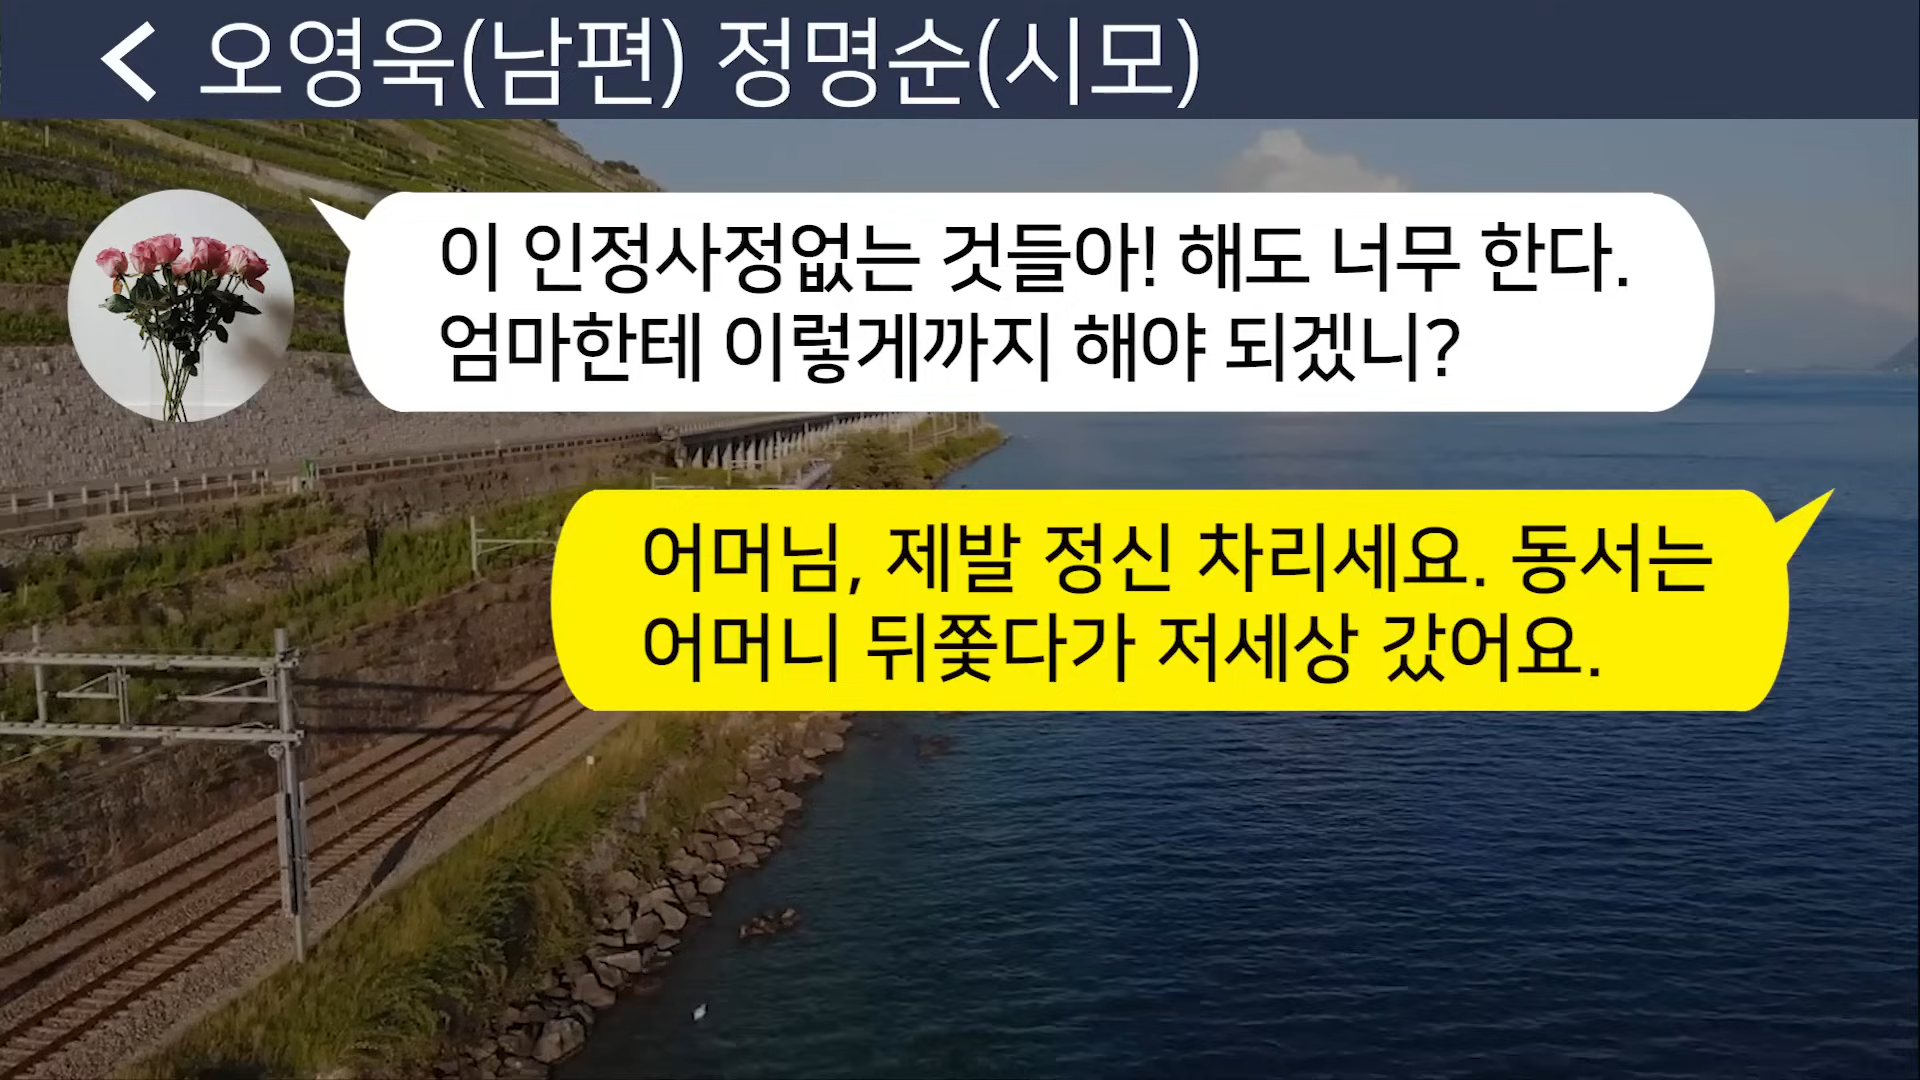 오영욱(남편) 정명순(시모)
이 인정사정없는 것들아! 해도 너무 한다.
엄마한테 이렇게까지 해야 되겠니?
어머님, 제발 정신 차리세요. 동서는
어머니 뒤쫓다가 저세상 갔어요.